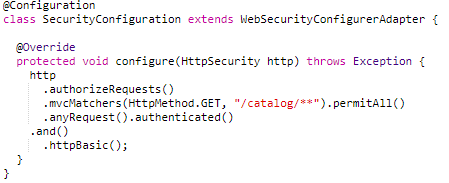 @Configuration
class SecurityConfiguration extends WebSecurityConfigurerAdapter {
@Override
protected void configure(HttpSecurity http) throws Exception {
http
.authorizeRequests()
.mvcMatchers(HttpMethod.GET, "/catalog/**").permitAll()
.anyRequest().authenticated()
.and()
.httpBasic();
}
}